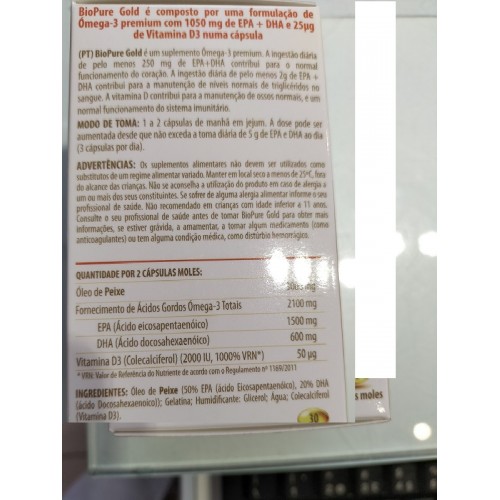 BioPure Gold é composto por uma formulação de
Ómega-3 premium com 1050 mg de EPA + DHA e 25µg
de Vitamina D3 numa cápsula
(PT) BioPure Gold é um suplemento Ómega-3 premium. A ingestão diária
de pelo menos 250 mg de EPA+DHA contribui para o normal
funcionamento do coração. A ingestão diária de pelo menos 2g de EPA +
DHA contribui para a manutenção de níveis normais de triglicéridos no
sangue. A vitamina D contribui para a manutenção de ossos normais, e um
normal funcionamento do sistema imunitário.
MODO DE TOMA: 1 a 2 cápsulas de manhã em jejum. A dose pode ser
aumentada desde que não exceda a toma diária de 5 g de EPA e DHA ao dia
(3 cápsulas por dia).
ADVERTÊNCIAS: Os suplementos alimentares não devem ser utilizados como
substitutos de um regime alimentar variado. Manter em local seco a menos de 25ºC, fora
do alcance das crianças. Não se aconselha a utilização do produto em caso de alergia a
um ou mais dos seus constituintes. Se sofrer de alguma alergia alimentar informe o seu
profissional de saúde. Não recomendado em crianças com idade inferior a 11 anos.
Consulte o seu profissional de saúde antes de tomar BioPure Gold para obter mais
informações, se estiver grávida, a amamentar, a tomar algum medicamento (como
anticoagulantes) ou tem alguma condição médica, como distúrbio hemorrágico.
QUANTIDADE POR 2 CÁPSULAS MOLES:
Óleo de Peixe mg
Fornecimento de Ácidos Gordos Ómega-3 Totais 2100 mg
EPA (Ácido eicosapentaenóico) 1500 mg
DHA (Ácido docosahexaenóico) 600 mg
Vitamina D3 (Colecalciferol) (2000 IU, 1000% VRN*) 50 µg
* VRN: Valor de Referência do Nutriente de acordo com o Regulamento nº 1169/2011
INGREDIENTES: Óleo de Peixe (50% EPA (ácido Eicosapentaenóico), 20% DHA
(ácido Docosahexaenoico)); Gelatina; Humidificante: Glicerol; Água; Colecalciferol
(Vitamina D3).
30
s moles